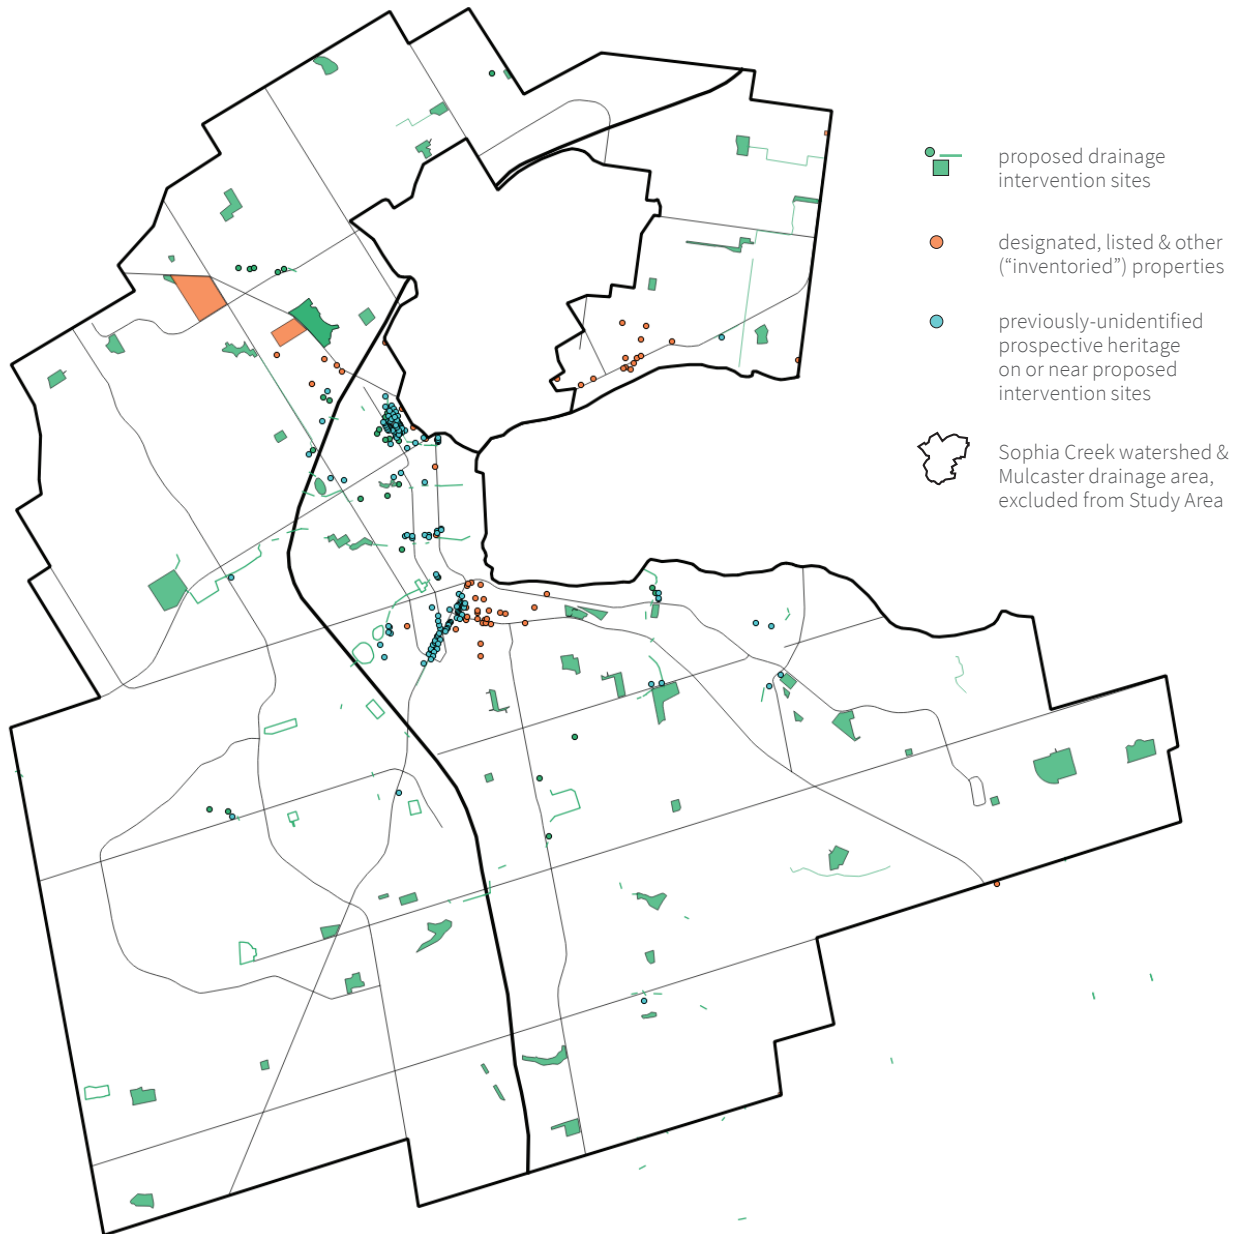 proposed drainage
intervention sites
designated, listed & other
(“inventoried”) properties
previously-unidentified
prospective heritage
on or near proposed
intervention sites
Sophia Creek watershed &
Mulcaster drainage area,
excluded from Study Area